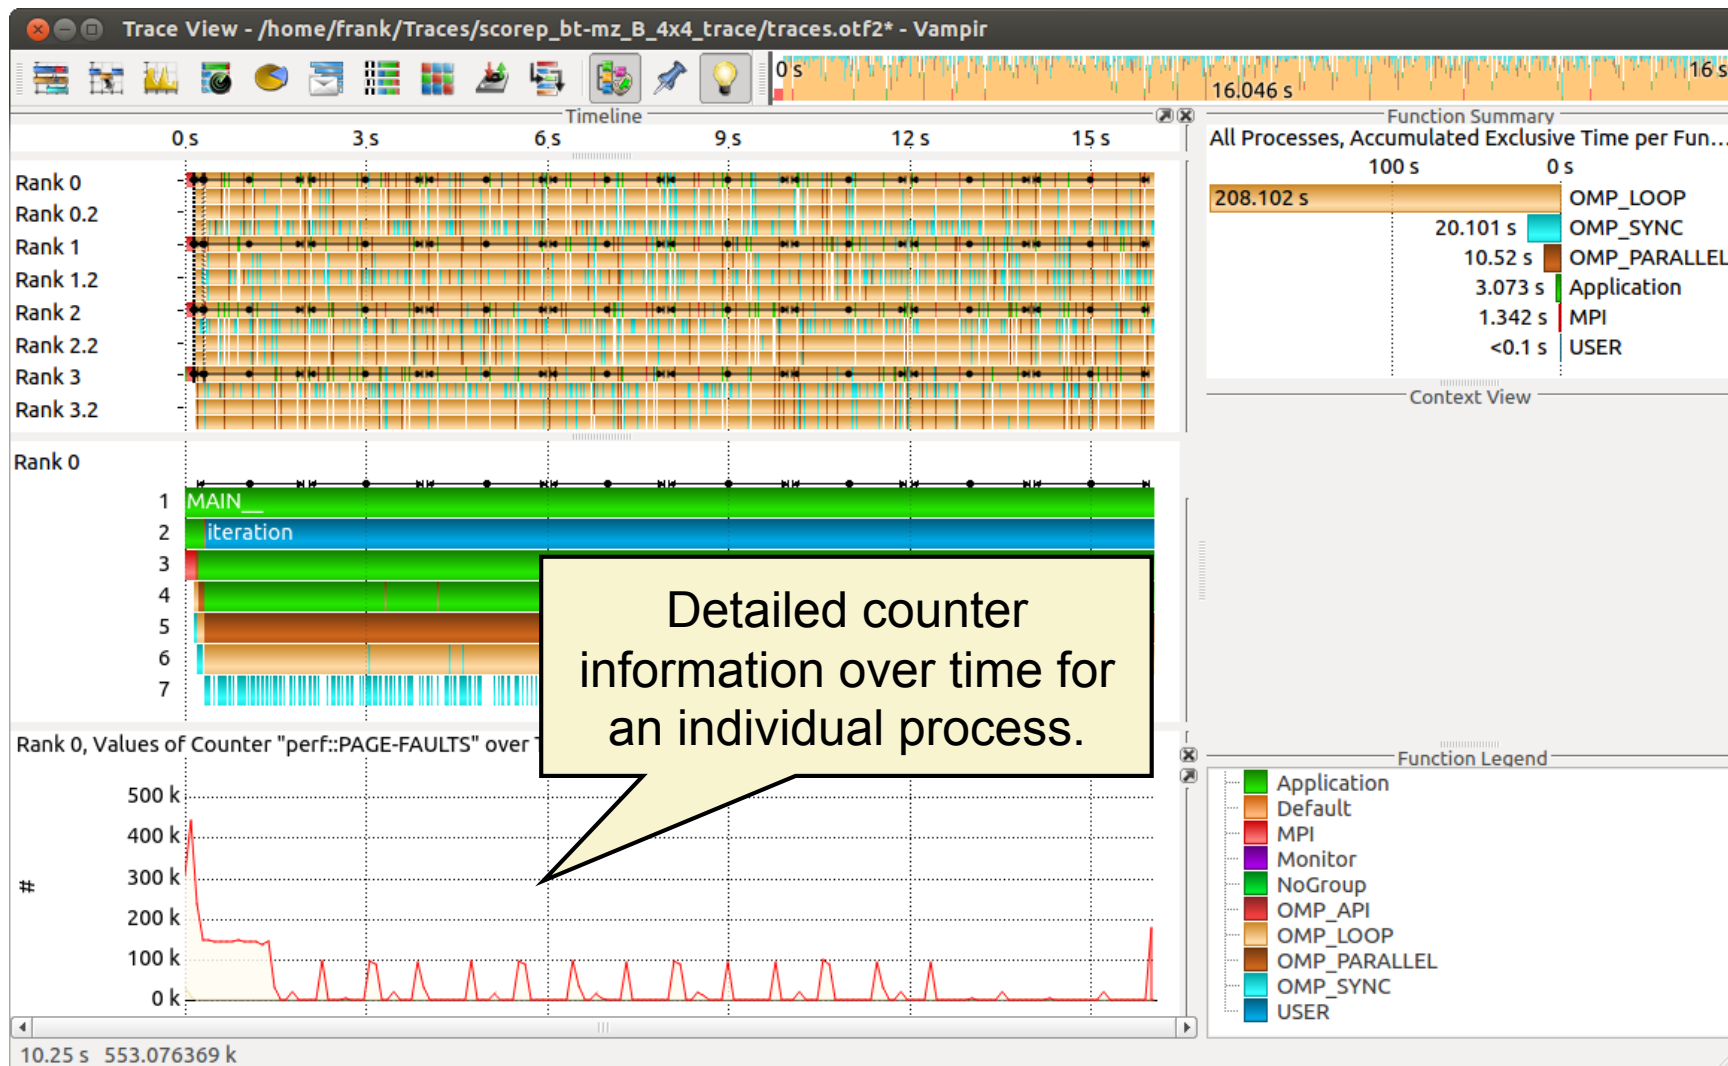 Trace View - /home/frank/Traces/scorep_bt-mz_B_4x4_trace/traces.otf2* - Vampir
0 s
16 s
16.046 s
Timeline
0 s 3 s 6 s 9 s 12 s 15 s
Rank 0
Rank 0.2
Rank 1
Rank 1.2
Rank 2
Rank 2.2
Rank 3
Rank 3.2
Rank 0
1 MAIN__
2 iteration
3
4
5
6
7
Detailed counter
information over time for
an individual process.
Rank 0, Values of Counter "perf::PAGE-FAULTS" over
500 k
400 k
300 k
200 k
100 k
0 k
#
10.25 s 553.076369 k
Function Summary
All Processes, Accumulated Exclusive Time per Fun...
100 s 0 s
208.102 s OMP_LOOP
20.101 s OMP_SYNC
10.52 s OMP_PARALLEL
3.073 s Application
1.342 s MPI
<0.1 s USER
Context View
Function Legend
Application
Default
MPI
Monitor
NoGroup
OMP_API
OMP_LOOP
OMP_PARALLEL
OMP_SYNC
USER